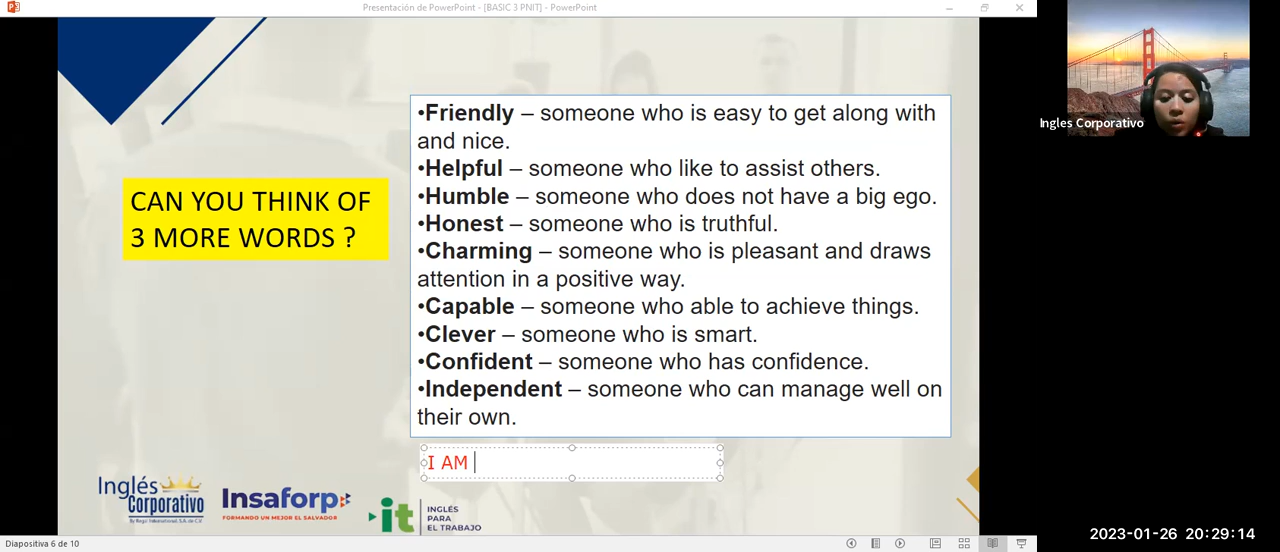 Presentación de PowerPoint - [BASIC 3 PNIT] - PowerPoint
•Friendly – someone who is easy to get along with
and nice.
•Helpful – someone who like to assist others.
•Humble – someone who does not have a big ego.
•Honest – someone who is truthful.
•Charming – someone who is pleasant and draws
attention in a positive way.
•Capable – someone who able to achieve things.
•Clever – someone who is smart.
•Confident – someone who has confidence.
•Independent – someone who can manage well on
their own.
CAN YOU THINK OF
3 MORE WORDS ?
I AM
Ingles Corporativo
Inglés
Corporativo
Insaforp
FORMANDO UN MEJOR EL SALVADOR
it
INGLÉS
PARA
EL TRABAJO
Diapositiva 6 de 10
2023-01-26 20:29:14